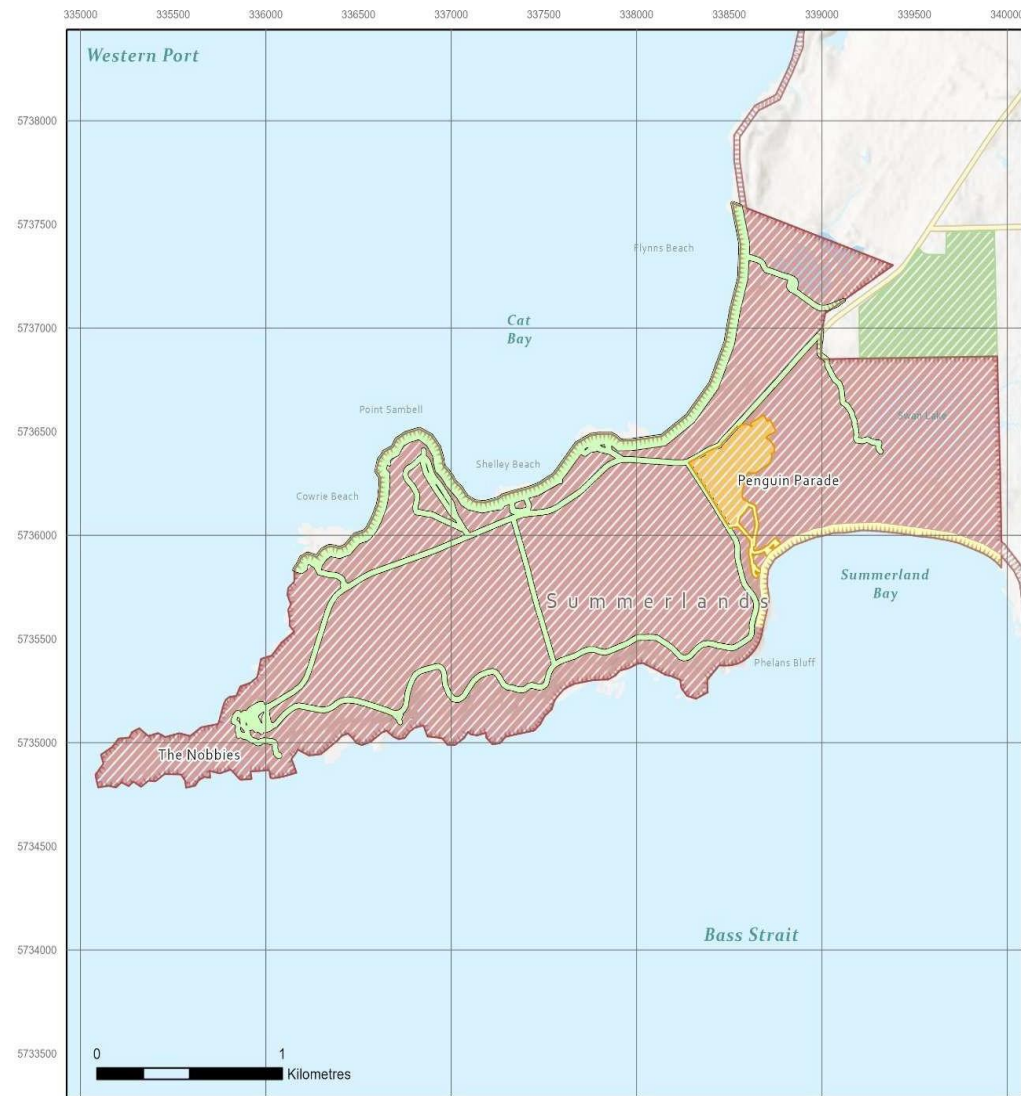 335000 335500 336000 336500 337000 337500 338000 338500 339000 339500 340000
Western Port
5738000
5737500
Flynns Beach
5737000
Cat
Bay
5736500
Point Sambell
Swan Lake
Shelley Beach
Penguin Parade
Cowrie Beach
5736000
Summerland
Bay
Summerlands
5735500
Phelans Bluff
5735000
The Nobbies
5734500
Bass Strait
5734000
5733500
0 1
Kilometres